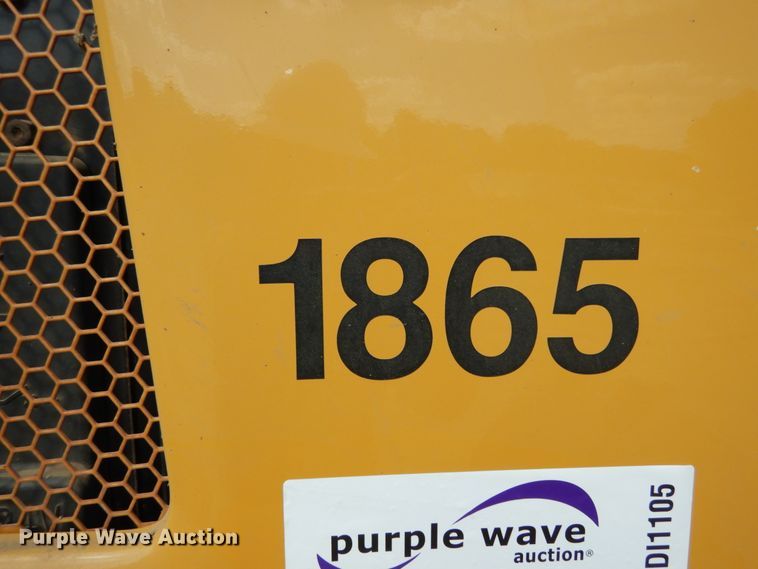 1865
purple wave
auction®
DI1105
Purple Wave Auction